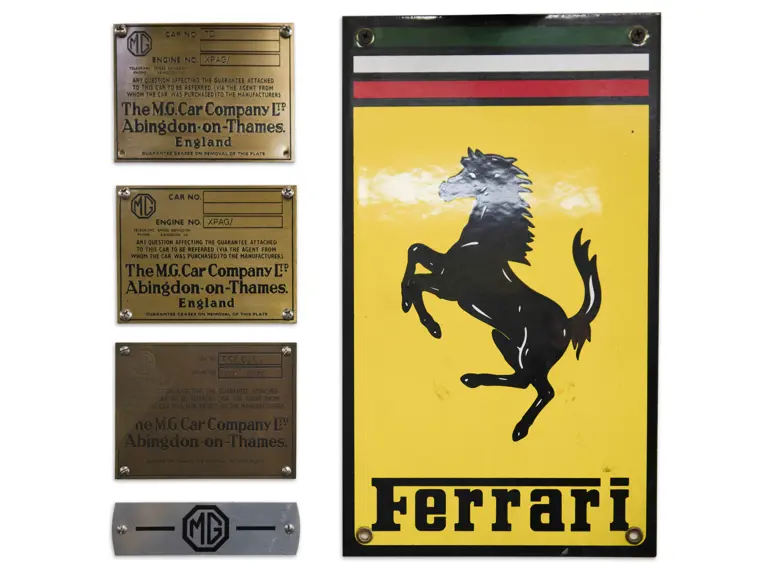 MG
CAR NO. TD
ENGINE NO. XPAG/
ANY QUESTION AFFECTING THE GUARANTEE ATTACHED
TO THIS CAR TO BE REFERRED (VIA THE AGENT FROM
WHOM THE CAR WAS PURCHASED) TO THE MANUFACTURERS
The M.G. Car Company LTD
Abingdon-on-Thames.
England
GUARANTEE CEASES ON REMOVAL OF THIS PLATE
MG
CAR NO.
ENGINE NO. XPAG/
ANY QUESTION AFFECTING THE GUARANTEE ATTACHED
TO THIS CAR TO BE REFERRED (VIA THE AGENT FROM
WHOM THE CAR WAS PURCHASED) TO THE MANUFACTURERS
The M.G. Car Company LTD
Abingdon-on-Thames.
England
GUARANTEE CEASES ON REMOVAL OF THIS PLATE
THE GUARANTEE ATTACHED
M.G. Car Company LTD
Abingdon-on-Thames.
MG
Ferrari